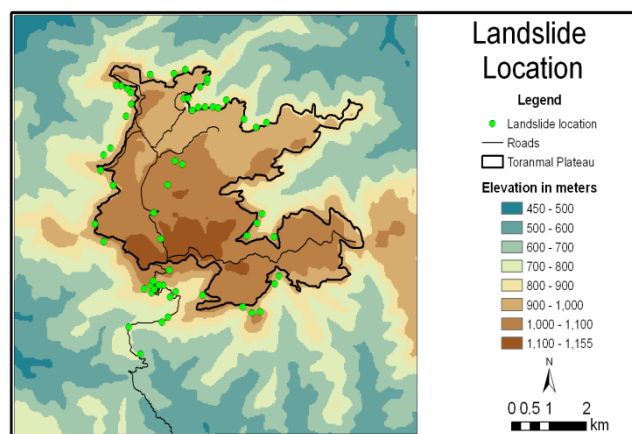 Landslide
Location
Legend
Landslide location
Roads
Toranmal Plateau
Elevation in meters
450 - 500
500 - 600
600 - 700
700 - 800
800 - 900
900 - 1,000
1,000 - 1,100
1,100 - 1,155
N
0 0.5 1 2
km